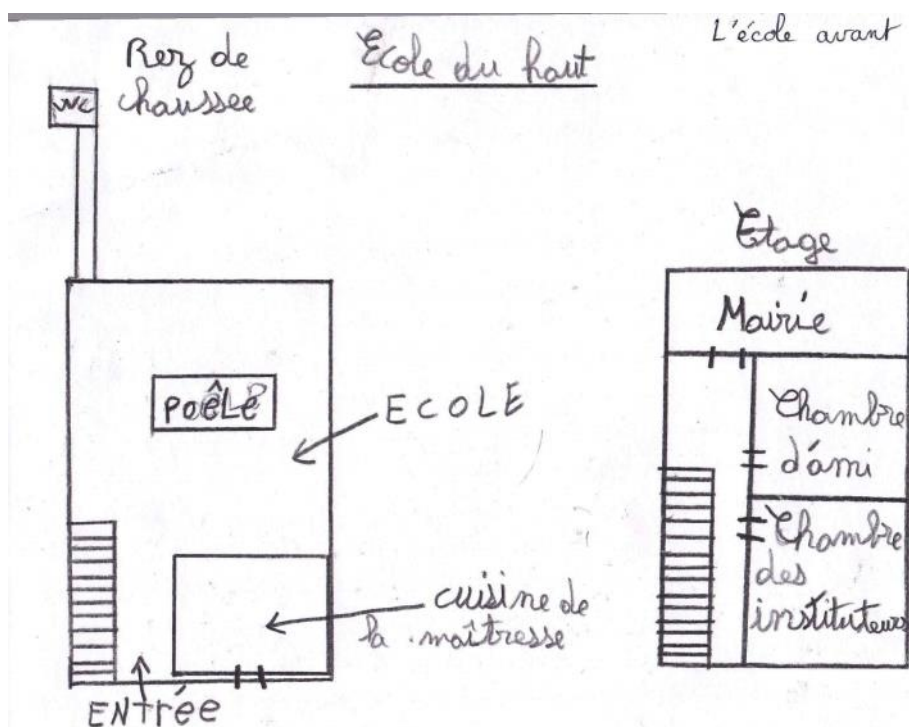 L'école avant
Ecole du haut
Rez de
chaussee
WC
POÊLE
ECOLE
cuisine de
la maîtresse
ENTRÉE
Etage
Mairie
Chambre
d'ami
Chambre
des
instituteurs